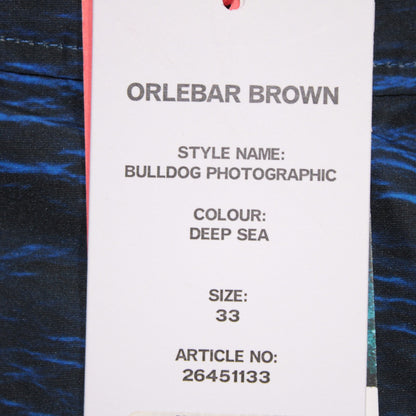 ORLEBAR BROWN
STYLE NAME:
BULLDOG PHOTOGRAPHIC
COLOUR:
DEEP SEA
SIZE:
33
ARTICLE NO:
26451133